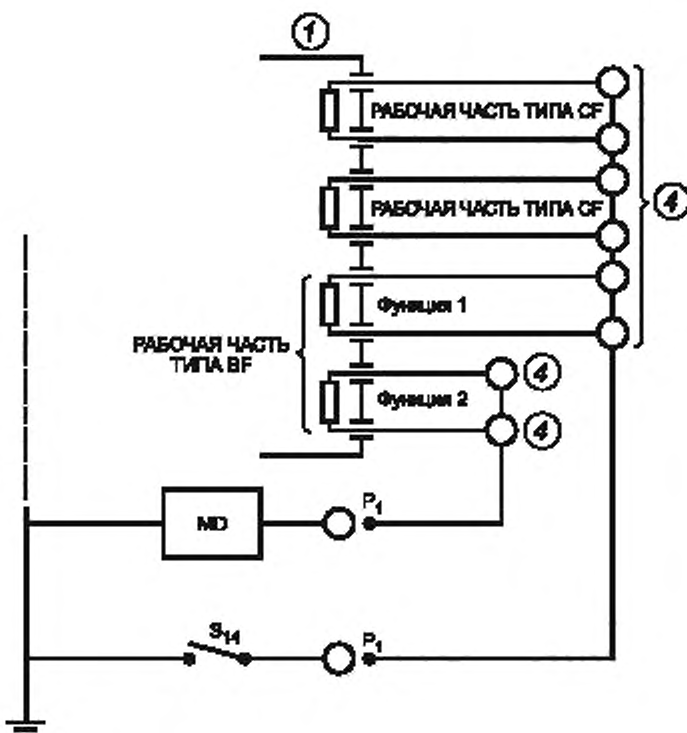 1
РАБОЧАЯ ЧАСТЬ ТИПА CF
РАБОЧАЯ ЧАСТЬ ТИПА CF
4
Функция 1
РАБОЧАЯ ЧАСТЬ
ТИПА BF
4
Функция 2
4
MD
P1
S14
P1